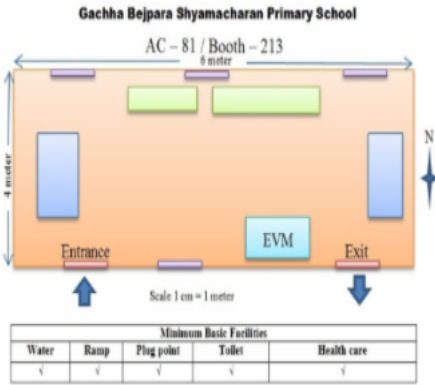 Gachha Bejpara Shyamacharan Primary School
AC – 81 / Booth – 213
6 meter
4 meter
N
EVM
Entrance
Exit
Scale 1 cm = 1 meter
Minimum Basic Facilities
Water Ramp Plug point Toilet Health care
√ √ √ √ √